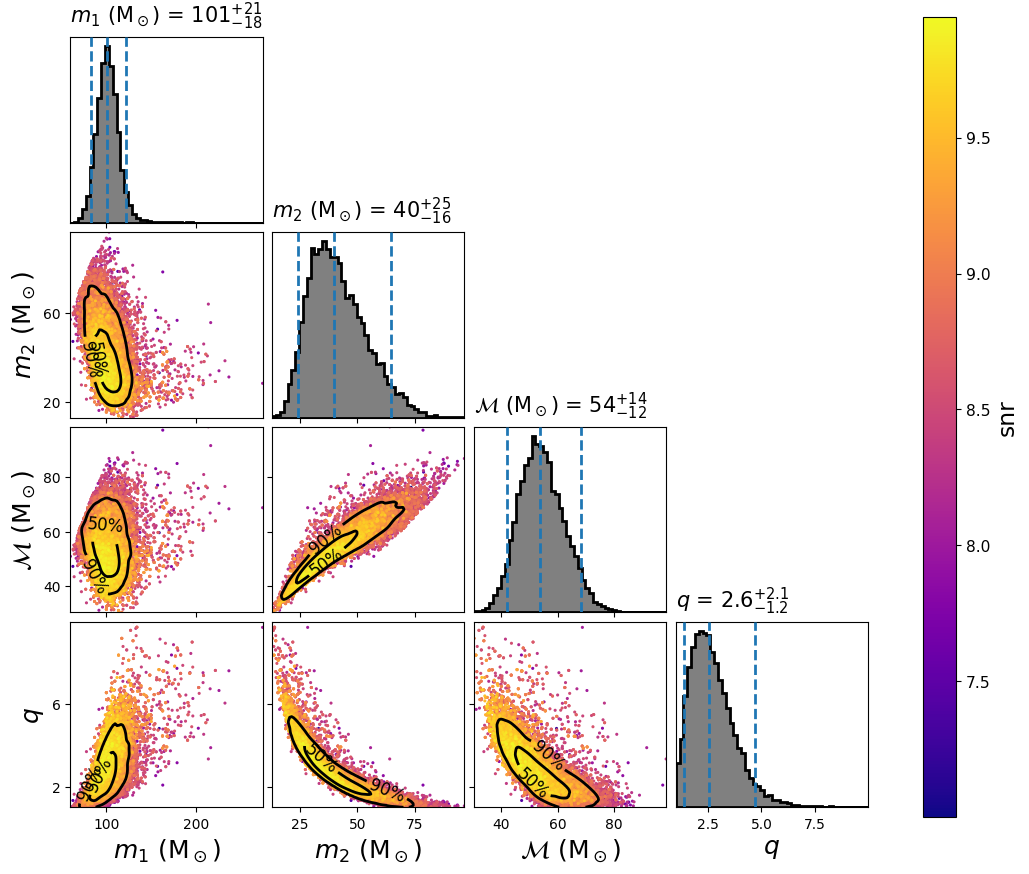 m₁ (M⊙) = 101⁺²¹₋₁₈
m₂ (M⊙) = 40⁺²⁵₋₁₆
ℳ (M⊙) = 54⁺¹⁴₋₁₂
q = 2.6⁺²·¹₋₁.₂
m₂ (M⊙)
60
20
50%
90%
ℳ (M⊙)
80
60
40
50%
90%
90%
50%
q
6
2
90%
90%
50%
90%
90%
50%
100 200
25 50 75
40 60 80
2.5 5.0 7.5
m₁ (M⊙)
m₂ (M⊙)
ℳ (M⊙)
q
9.5
9.0
8.5
8.0
7.5
snr